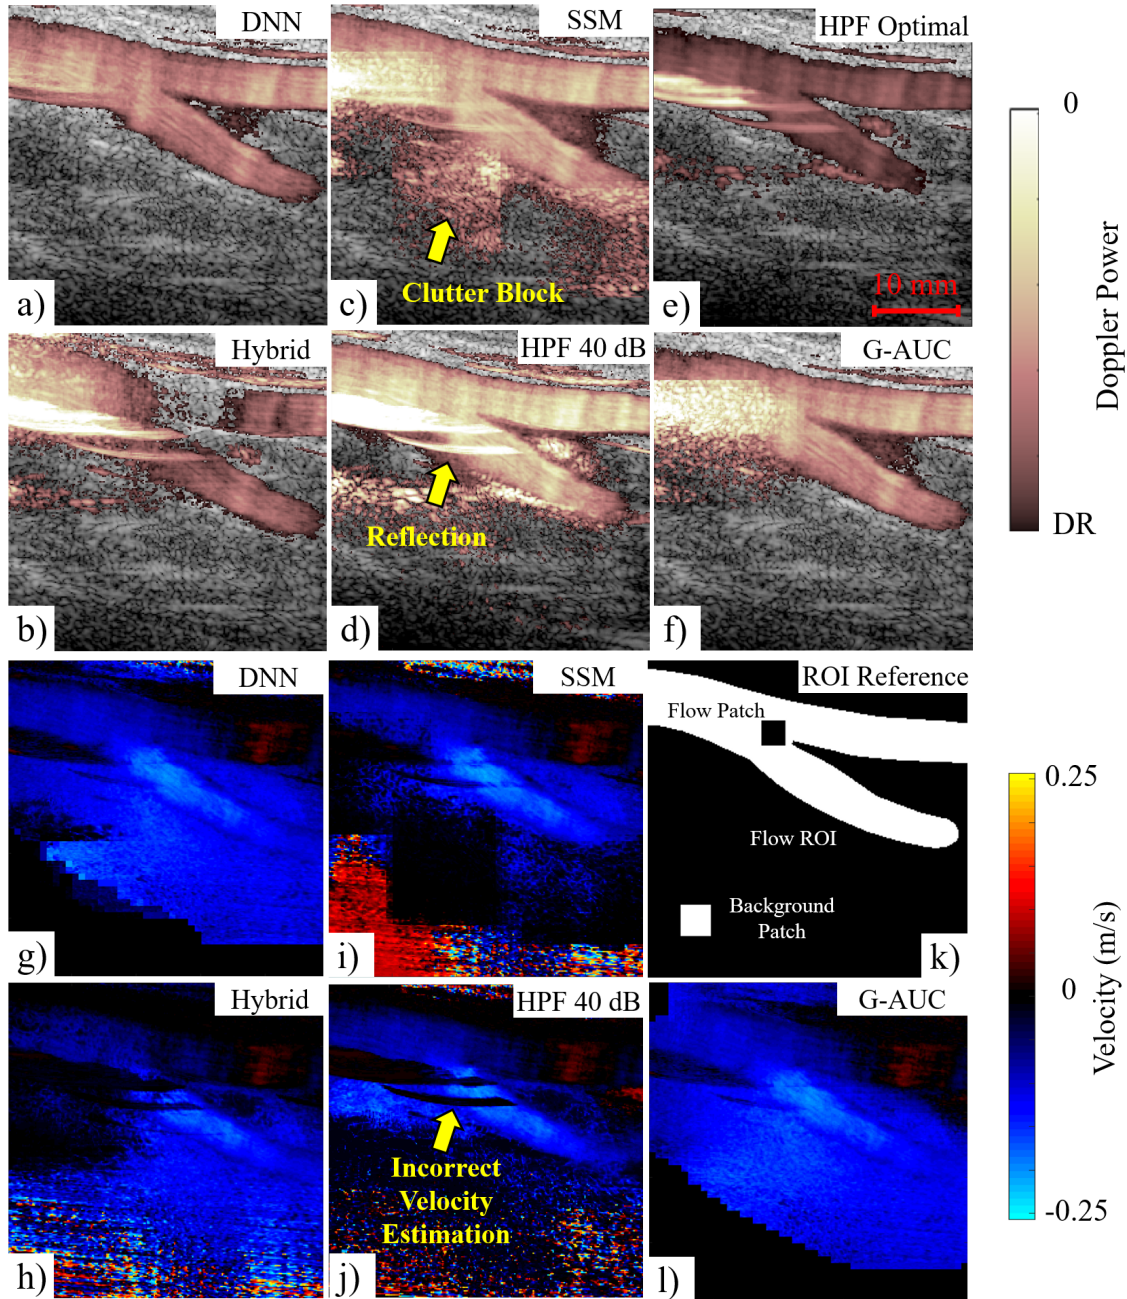 DNN
SSM
HPF Optimal
a)
c)
Clutter Block
10 mm
e)
0
Doppler Power
DR
Hybrid
HPF 40 dB
G-AUC
b)
Reflection
d)
f)
DNN
SSM
ROI Reference
Flow Patch
Flow ROI
Background
Patch
g)
i)
k)
0.25
0
Velocity (m/s)
-0.25
Hybrid
HPF 40 dB
G-AUC
Incorrect
Velocity
Estimation
h)
j)
l)